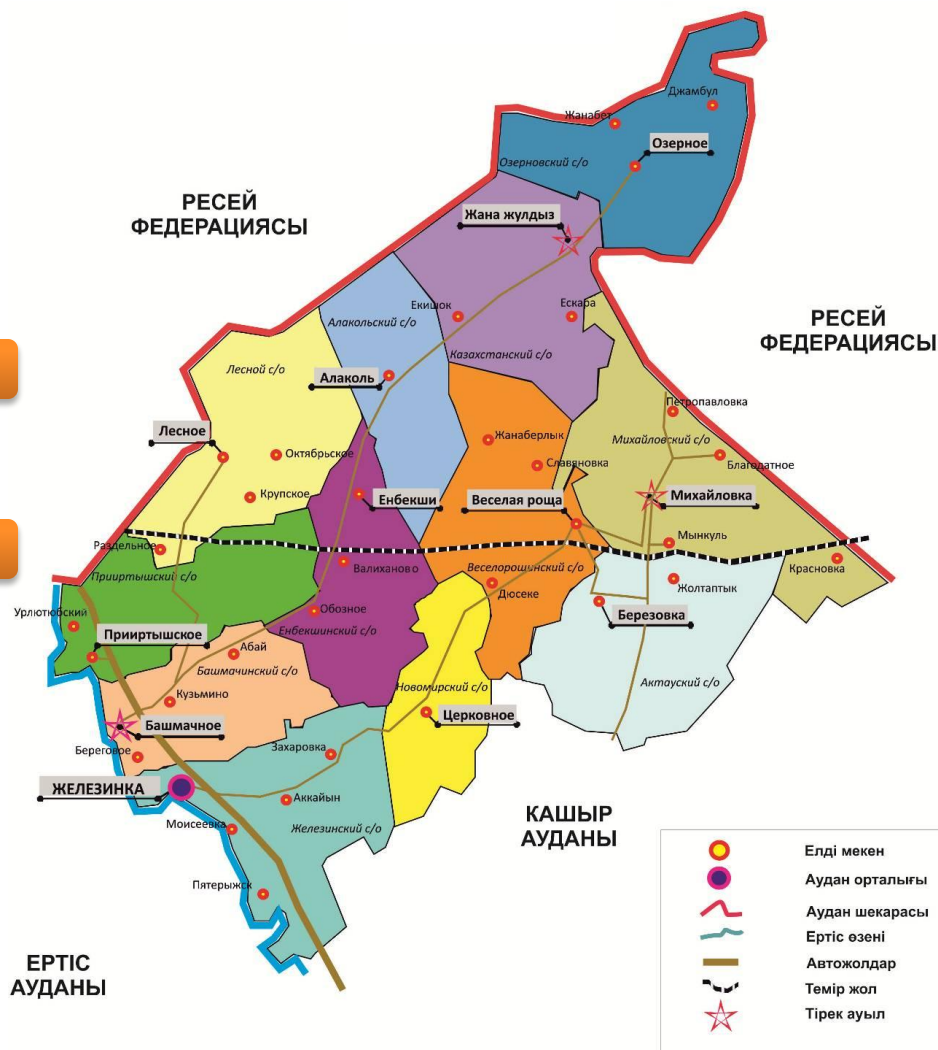 Джамбул
Жанабет
Озерное
Озерновский с/о
РЕСЕЙ
ФЕДЕРАЦИЯСЫ
Жана жулдыз
Екишок
Ескара
Алакольский с/о
РЕСЕЙ
ФЕДЕРАЦИЯСЫ
Казахстанский с/о
Лесной с/о
Алаколь
Петропавловка
Лесное
Жанаберлык
Михайловский с/о
Октябрьское
Славяновка
Благодатное
Крупское
Енбекши
Веселая роща
Михайловка
Мынкуль
Раздельное
Валиханово
Веселорощинский с/о
Красновка
Прииртышский с/о
Жолтаптык
Дюсеке
Урлютюбский
Обозное
Березовка
Енбекшинский с/о
Прииртышское
Абай
Башмачинский с/о
Актауский с/о
Новомирский с/о
Кузьмино
Церковное
Башмачное
Береговое
Захаровка
ЖЕЛЕЗИНКА
Аккайын
КАШЫР
АУДАНЫ
Моисеевка
Железинский с/о
Пятерыжск
ЕРТІС
АУДАНЫ
Елді мекен
Аудан орталығы
Аудан шекарасы
Ертіс өзені
Автожолдар
Темір жол
Тірек ауыл